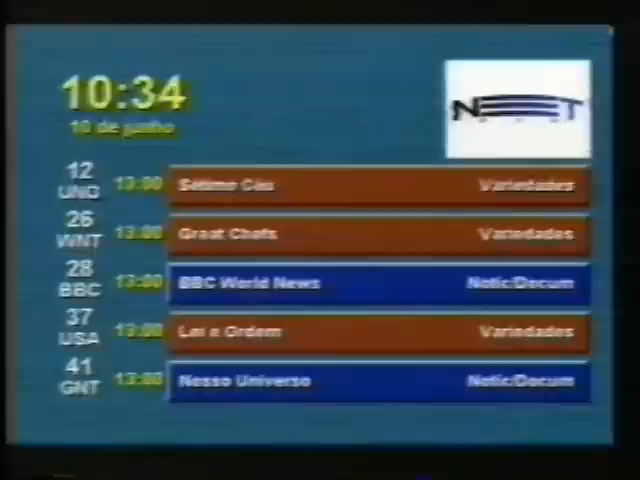 10:34
NET
10 de junho
12
UNO 13:00 Sétimo Céu Variedades
26
WNT 13:00 Great Chefs Variedades
28
BBC 13:00 BBC World News Notic/Docum
37
USA 13:00 Lei e Ordem Variedades
41
GNT 13:00 Nosso Universo Notic/Docum